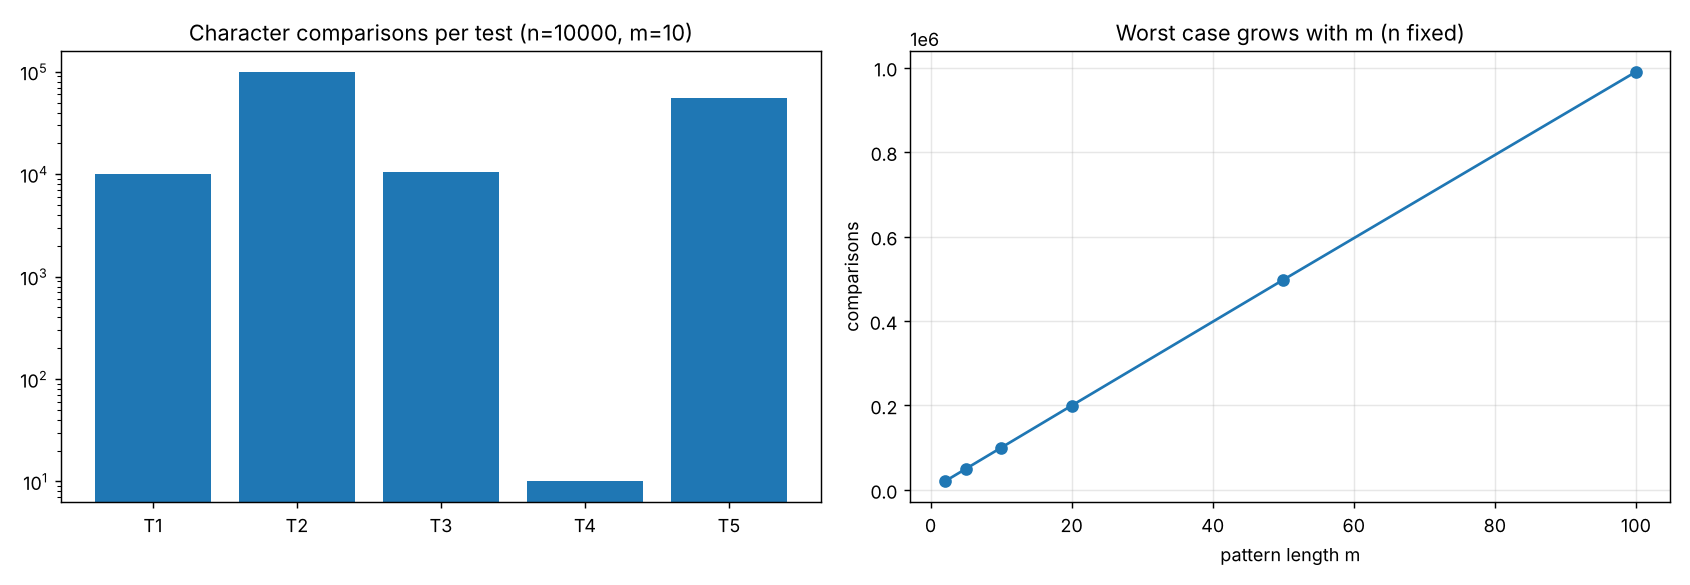 Character comparisons per test (n=10000, m=10)
10⁵
10⁴
10³
10²
10¹
T1 T2 T3 T4 T5
Worst case grows with m (n fixed)
1e6
1.0
0.8
0.6
0.4
0.2
0.0
comparisons
0 20 40 60 80 100
pattern length m